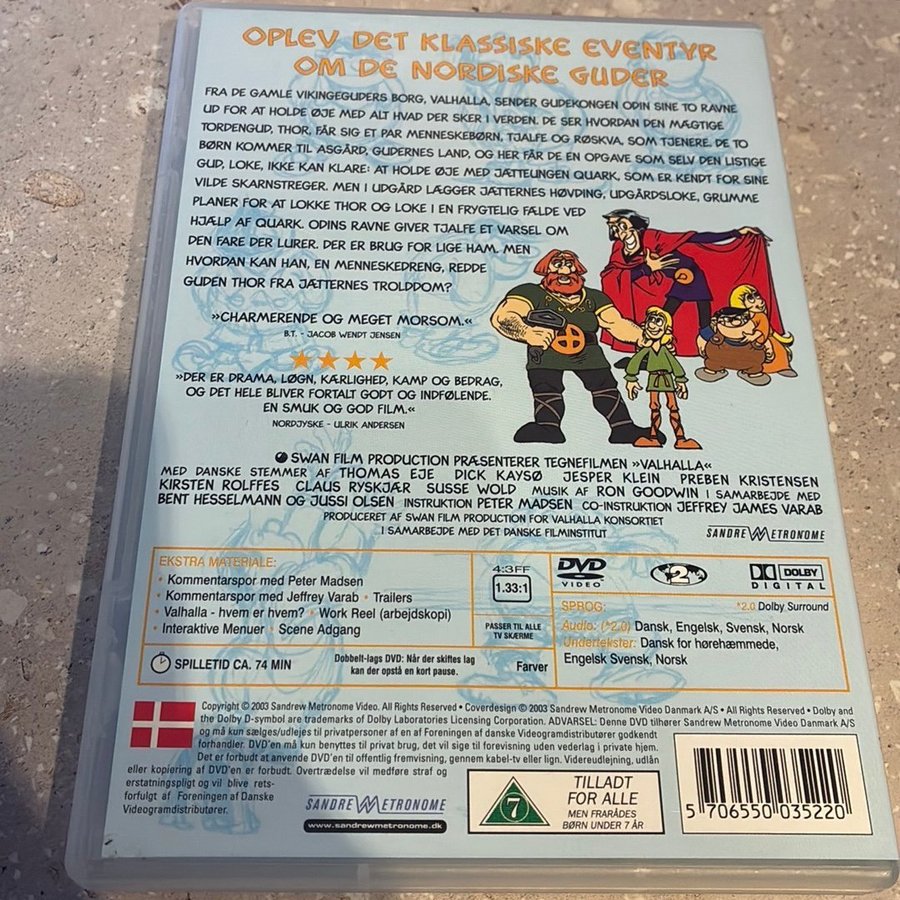 OPLEV DET KLASSISKE EVENTYR
OM DE NORDISKE GUDER
FRA DE GAMLE VIKINGEGUDERS BORG, VALHALLA, SENDER GUDEKONGEN ODIN SINE TO RAVNE
UD FOR AT HOLDE ØJE MED ALT HVAD DER SKER I VERDEN. DE SER HVORDAN DEN MÆGTIGE
TORDENGUD, THOR, FÅR SIG ET PAR MENNESKEBØRN, TJALFE OG RØSKVA, SOM TJENERE. DE TO
BØRN KOMMER TIL ASGÅRD, GUDERNES LAND, OG HER FÅR DE EN OPGAVE SOM SELV DEN LISTIGE
GUD, LOKE, IKKE KAN KLARE: AT HOLDE ØJE MED JÆTTEUNGEN QUARK, SOM ER KENDT FOR SINE
VILDE SKARNSTREGER. MEN I UDGÅRD LÆGGER JÆTTERNES HØVDING, UDGÅRDSLOKE, GRUMME
PLANER FOR AT LOKKE THOR OG LOKE I EN FRYGTELIG FÆLDE VED
HJÆLP AF QUARK. ODINS RAVNE GIVER TJALFE ET VARSEL OM
DEN FARE DER LURER. DER ER BRUG FOR LIGE HAM. MEN
HVORDAN KAN HAN, EN MENNESKEDRENG, REDDE
GUDEN THOR FRA JÆTTERNES TROLDDOM?
»CHARMERENDE OG MEGET MORSOM.«
B.T. - JACOB WENDT JENSEN
»DER ER DRAMA, LØGN, KÆRLIGHED, KAMP OG BEDRAG,
OG DET HELE BLIVER FORTALT GODT OG INDFØLENDE.
EN SMUK OG GOD FILM.«
NORDJYSKE - ULRIK ANDERSEN
SWAN FILM PRODUCTION PRÆSENTERER TEGNEFILMEN »VALHALLA«
MED DANSKE STEMMER AF THOMAS EJE DICK KAYSØ JESPER KLEIN PREBEN KRISTENSEN
KIRSTEN ROLFFES CLAUS RYSKJÆR SUSSE WOLD MUSIK AF RON GOODWIN I SAMARBEJDE MED
BENT HESSELMANN OG JUSSI OLSEN INSTRUKTION PETER MADSEN CO-INSTRUKTION JEFFREY JAMES VARAB
PRODUCERET AF SWAN FILM PRODUCTION FOR VALHALLA KONSORTIET
I SAMARBEJDE MED DET DANSKE FILMINSTITUT
SANDREW METRONOME
EKSTRA MATERIALE:
• Kommentarspor med Peter Madsen
• Kommentarspor med Jeffrey Varab • Trailers
• Valhalla - hvem er hvem? • Work Reel (arbejdskopi)
• Interaktive Menuer • Scene Adgang
4:3FF
1.33:1
PASSER TIL ALLE
TV SKÆRME
DVD
VIDEO
2
DOLBY
DIGITAL
SPROG:
*2.0 Dolby Surround
Audio: (*2.0) Dansk, Engelsk, Svensk, Norsk
Undertekster: Dansk for hørehæmmede,
Engelsk Svensk, Norsk
SPILLETID CA. 74 MIN
Dobbelt-lags DVD: Når der skiftes lag
kan der opstå en kort pause.
Farver
Copyright © 2003 Sandrew Metronome Video. All Rights Reserved • Coverdesign © 2003 Sandrew Metronome Video Danmark A/S • All Rights Reserved • Dolby and
the Dolby D-symbol are trademarks of Dolby Laboratories Licensing Corporation. ADVARSEL: Denne DVD tilhører Sandrew Metronome Video Danmark A/S
og må kun sælges/udlejes til privatpersoner af en af Foreningen af danske Videogramdistributører godkendt
forhandler. DVD'en må kun benyttes til privat brug, det vil sige til forevisning uden vederlag i privat hjem.
Det er forbudt at anvende DVD'en til offentlig fremvisning, gennem kabel-tv eller lign. Videreudlejning, udlån
eller kopiering af DVD'en er forbudt. Overtrædelse vil medføre straf og
erstatningspligt og vil blive rets-
forfulgt af Foreningen af Danske
Videogramdistributører.
SANDREW METRONOME
www.sandrewmetronome.dk
7
TILLADT
FOR ALLE
MEN FRARÅDES
BØRN UNDER 7 ÅR
5 706550 035220